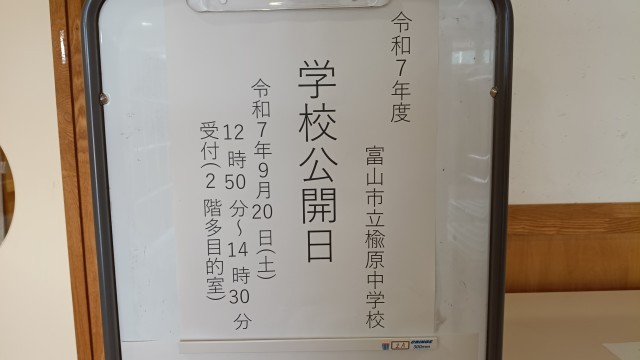 令和7年度
富山市立楡原中学校
学校公開日
令和7年9月20日(土)
12時50分～14時30分
受付(2階多目的室)